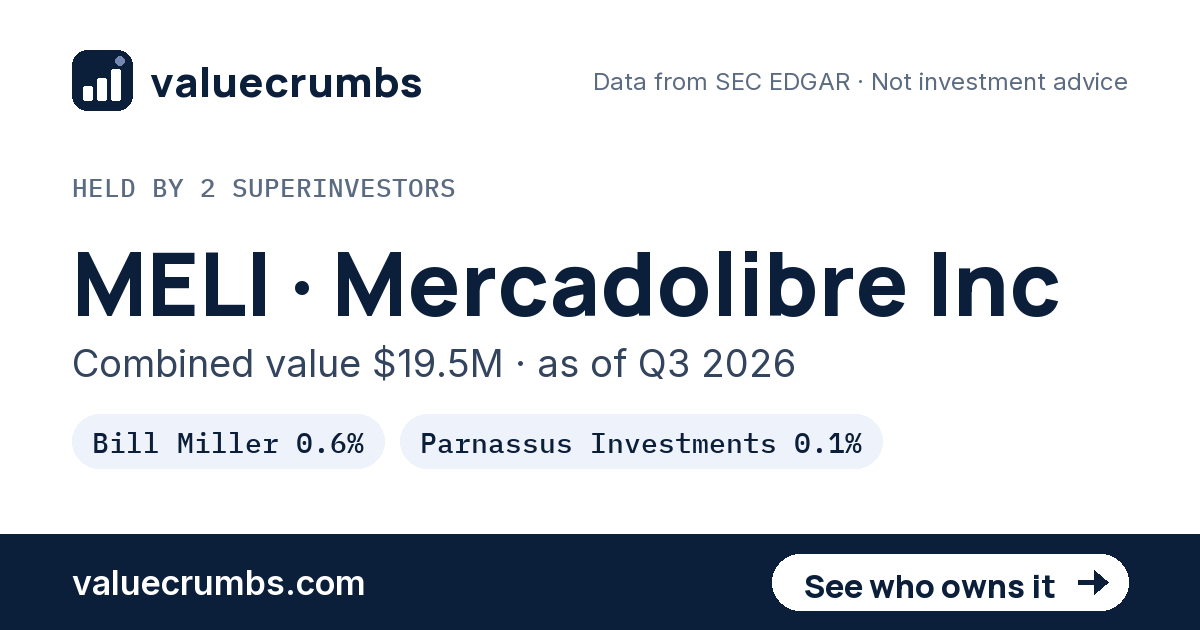 valuecrumbs
Data from SEC EDGAR · Not investment advice
HELD BY 2 SUPERINVESTORS
MELI · Mercadolibre Inc
Combined value $19.5M · as of Q3 2026
Bill Miller 0.6%
Parnassus Investments 0.1%
valuecrumbs.com
See who owns it →